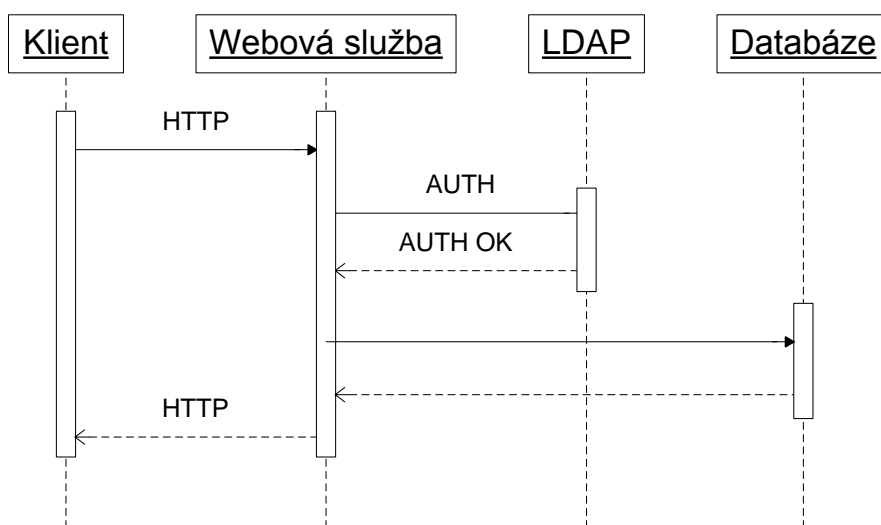 Klient
Webová služba
LDAP
Databáze
HTTP
AUTH
AUTH OK
HTTP